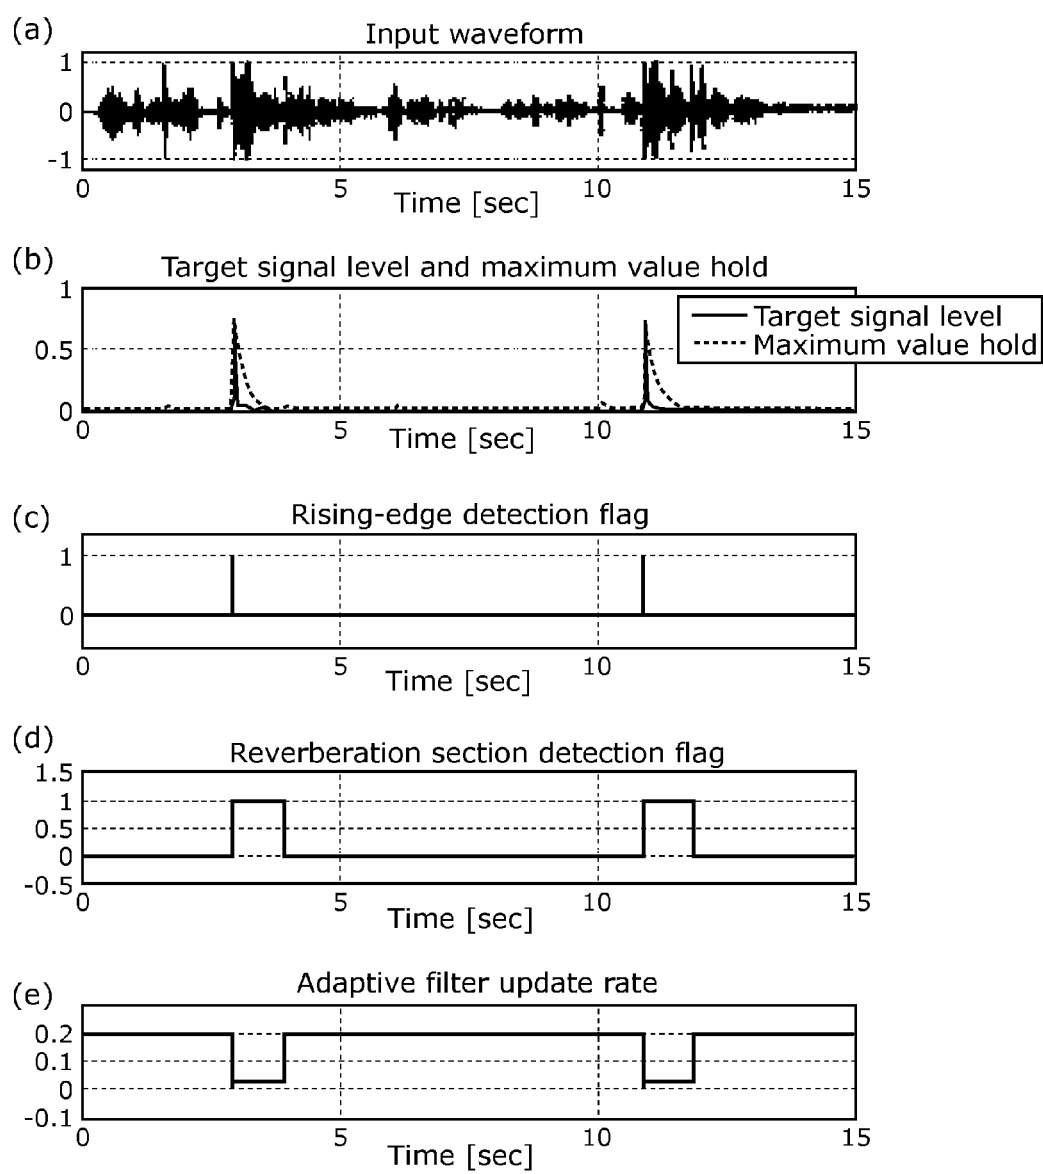 (a)
Input waveform
1
0
-1
0 5 10 15
Time [sec]
(b)
Target signal level and maximum value hold
1
Target signal level
0.5
Maximum value hold
0
0 5 10 15
Time [sec]
(c)
Rising-edge detection flag
1
0
0 5 10 15
Time [sec]
(d)
Reverberation section detection flag
1.5
1
0.5
0
-0.5
0 5 10 15
Time [sec]
(e)
Adaptive filter update rate
0.2
0.1
0
-0.1
0 5 10 15
Time [sec]